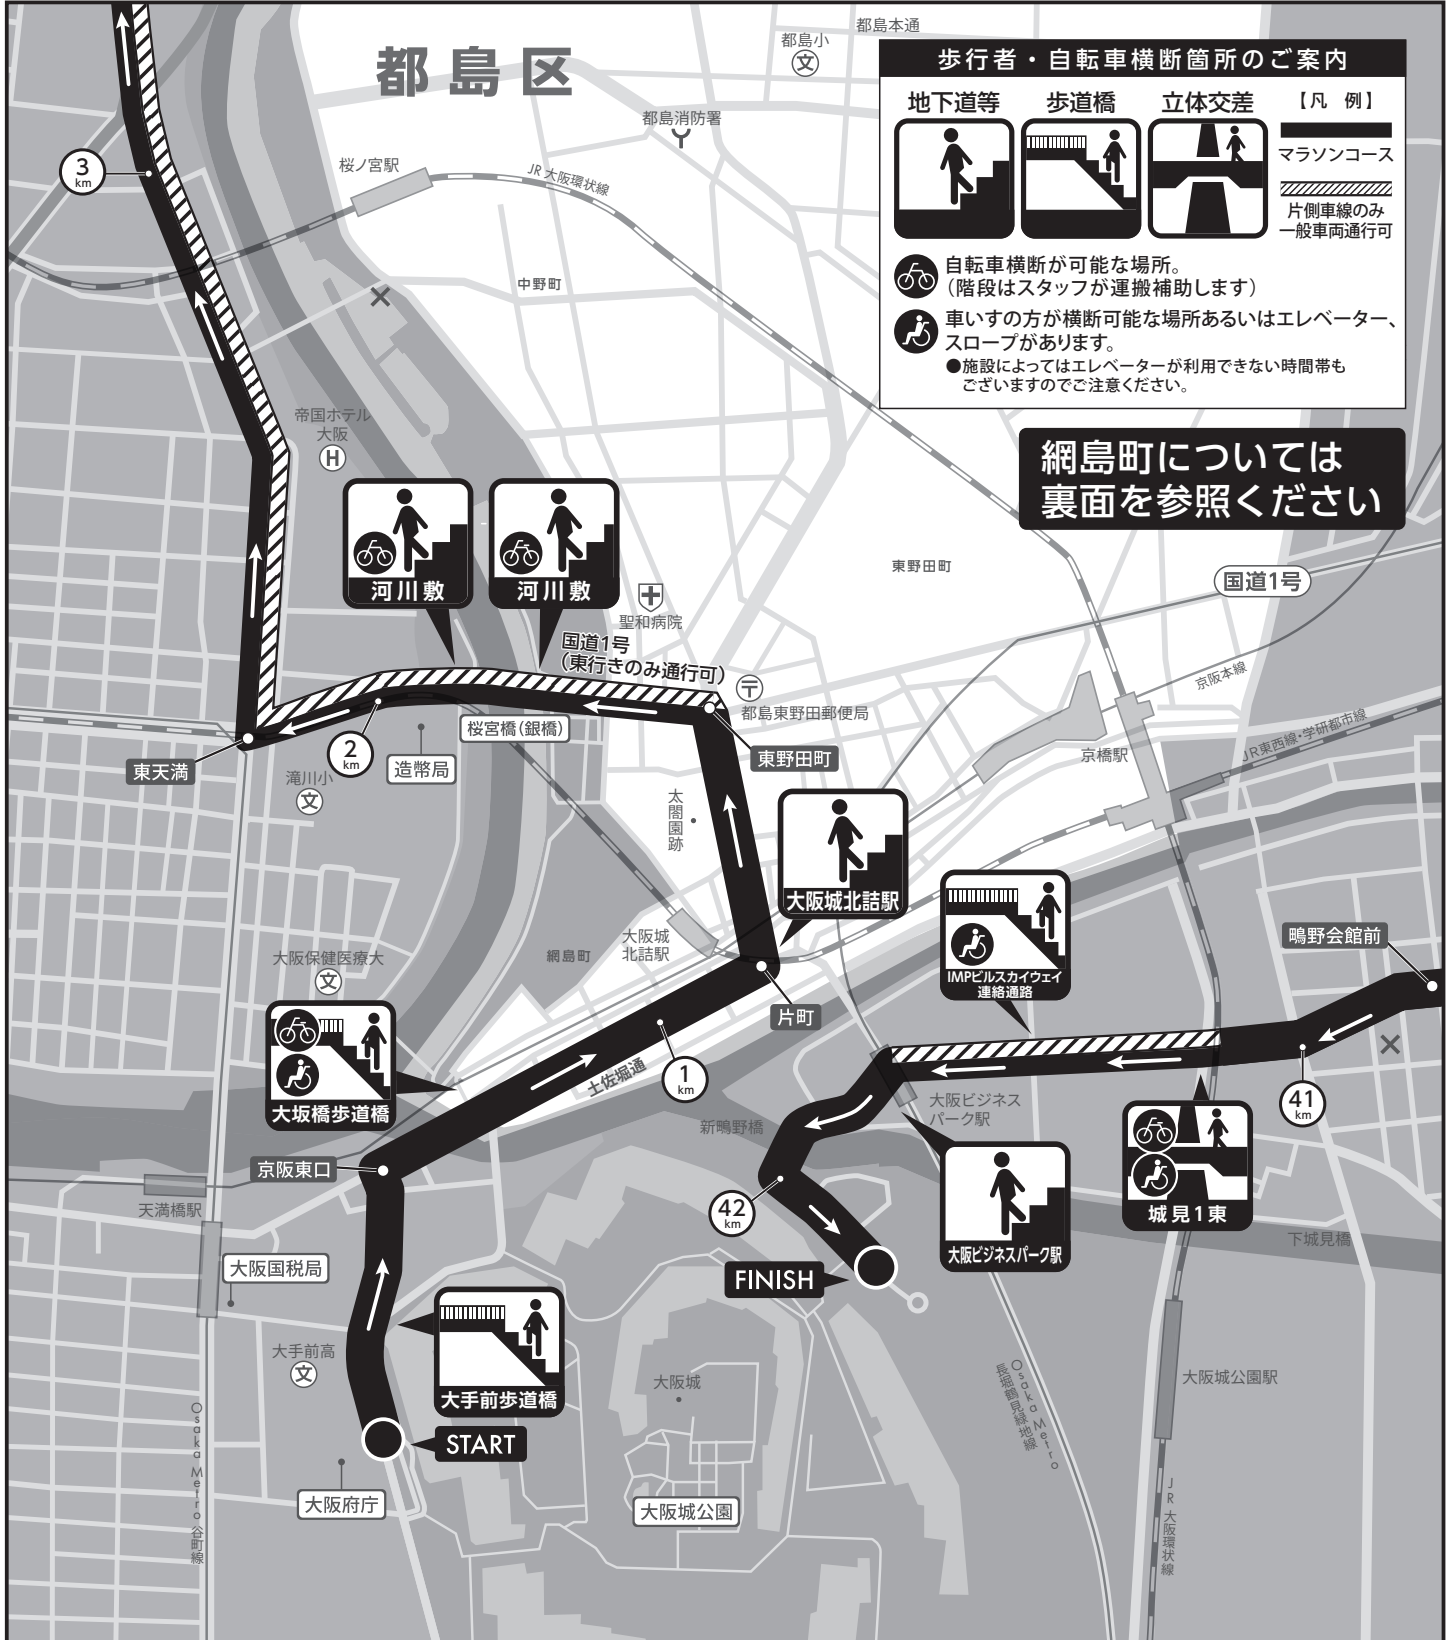 都島区
都島本通
都島小
文
都島消防署
桜ノ宮駅
JR大阪環状線
3
km
中野町
歩行者・自転車横断箇所のご案内
地下道等
歩道橋
立体交差
【凡 例】
マラソンコース
片側車線のみ
一般車両通行可
自転車横断が可能な場所。
(階段はスタッフが運搬補助します)
車いすの方が横断可能な場所あるいはエレベーター、
スロープがあります。
●施設によってはエレベーターが利用できない時間帯も
ございますのでご注意ください。
網島町については
裏面を参照ください
帝国ホテル
大阪
H
河川敷
河川敷
東野田町
国道1号
聖和病院
国道1号
(東行きのみ通行可)
〒
都島東野田郵便局
京阪本線
JR東西線・学研都市線
京橋駅
桜宮橋(銀橋)
東野田町
東天満
2
km
造幣局
滝川小
文
太閤園跡
大阪城北詰駅
大阪城
北詰駅
網島町
大阪保健医療大
文
IMPビルスカイウェイ
連絡通路
鴫野会館前
片町
大坂橋歩道橋
土佐堀通
1
km
大阪ビジネス
パーク駅
41
km
新鴫野橋
京阪東口
天満橋駅
42
km
大阪ビジネスパーク駅
城見1東
下城見橋
大阪国税局
FINISH
大手前高
文
大手前歩道橋
大阪城
大阪城公園駅
Osaka Metro
長堀鶴見緑地線
START
Osaka Metro 谷町線
大阪府庁
大阪城公園
JR 大阪環状線